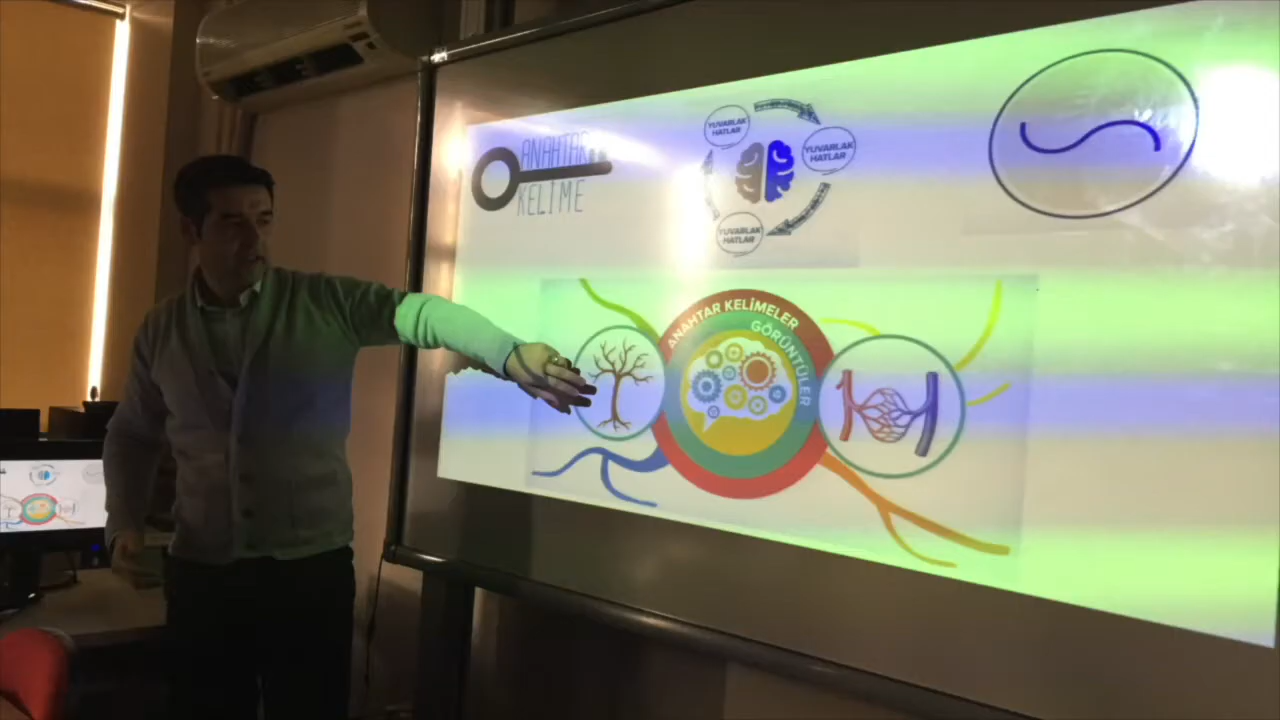 ANAHTAR
KELİME
YUVARLAK
HATLAR
YUVARLAK
HATLAR
YUVARLAK
HATLAR
ANAHTAR KELİMELER
GÖRÜNTÜLER